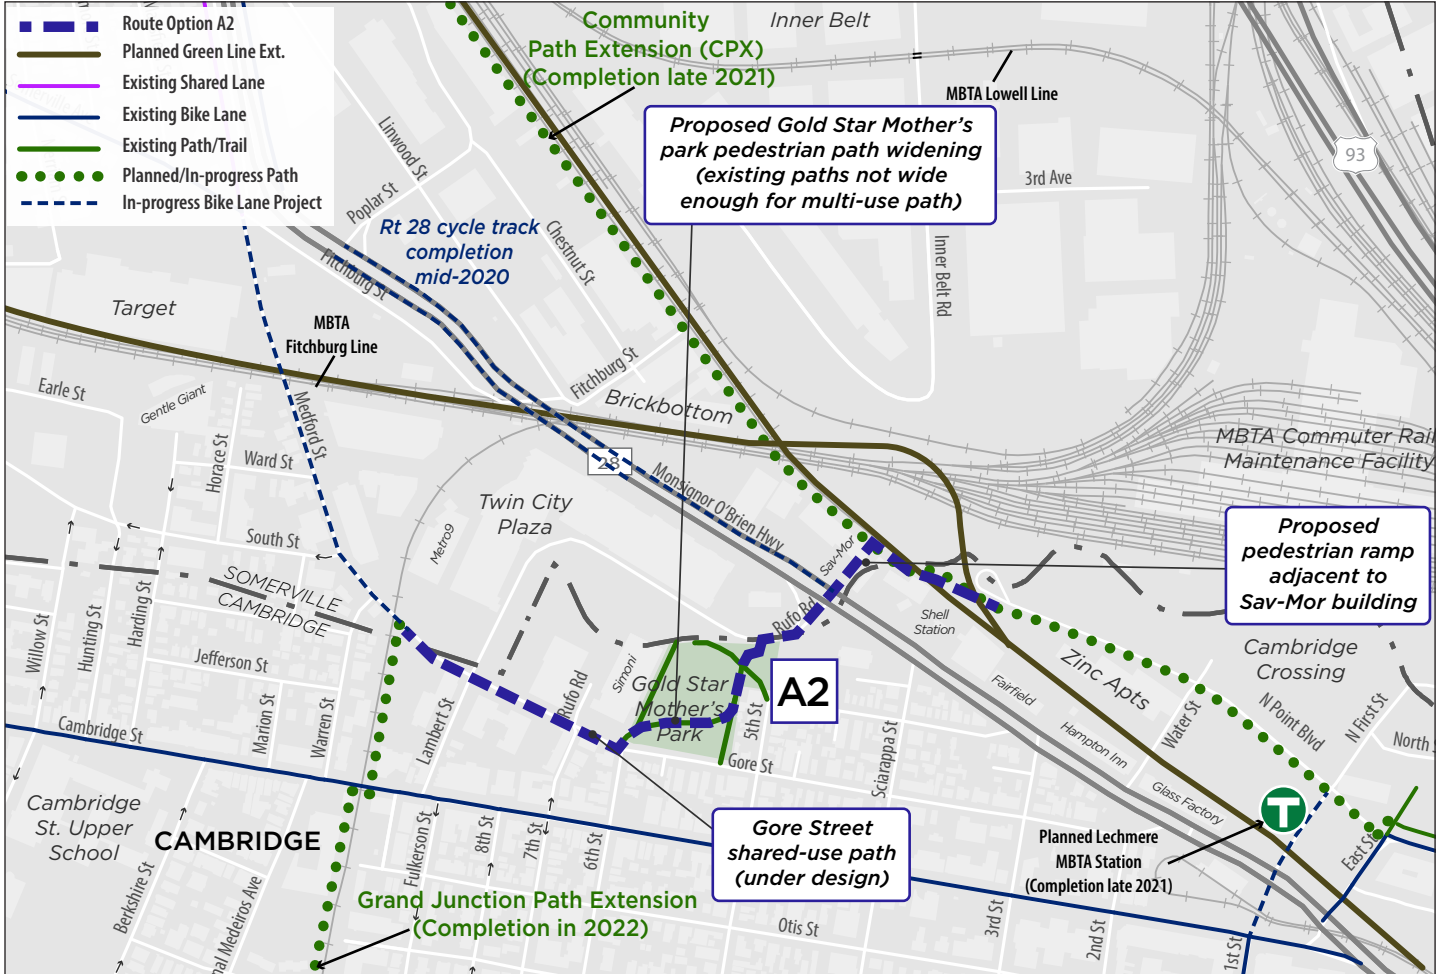 Route Option A2
Planned Green Line Ext.
Existing Shared Lane
Existing Bike Lane
Existing Path/Trail
Planned/In-progress Path
In-progress Bike Lane Project
Community
Path Extension (CPX)
(Completion late 2021)
Inner Belt
MBTA Lowell Line
93
Proposed Gold Star Mother's
park pedestrian path widening
(existing paths not wide
enough for multi-use path)
3rd Ave
Inner Belt Rd
Linwood St
Poplar St
Chestnut St
Rt 28 cycle track
completion
mid-2020
Fitchburg St
Target
MBTA
Fitchburg Line
Fitchburg St
Brickbottom
Earle St
Gentle Giant
Medford St
Horace St
Ward St
28
Monsignor O'Brien Hwy
MBTA Commuter Rail
Maintenance Facility
Twin City
Plaza
Metro9
South St
Sav-Mor
Proposed
pedestrian ramp
adjacent to
Sav-Mor building
SOMERVILLE
CAMBRIDGE
Willow St
Hunting St
Harding St
Jefferson St
Rufo Rd
Shell
Station
Cambridge
Crossing
Zinc Apts
Simoni
Gold Star
Mother's
Park
A2
Rufo Rd
Lambert St
Marion St
Warren St
Cambridge St
5th St
Gore St
Sciarappa St
Fairfield
Hampton Inn
Glass Factory
Water St
N Point Blvd
N First St
North S
T
East St
Planned Lechmere
MBTA Station
(Completion late 2021)
Cambridge
St. Upper
School
CAMBRIDGE
Gore Street
shared-use path
(under design)
Fulkerson St
8th St
7th St
6th St
Berkshire St
nal Medeiros Ave
Grand Junction Path Extension
(Completion in 2022)
Otis St
3rd St
2nd St
1st St